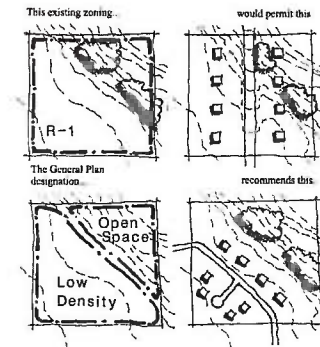 This existing zoning..
would permit this
R-1
The General Plan
designation
recommends this.
Open
Space
Low
Density